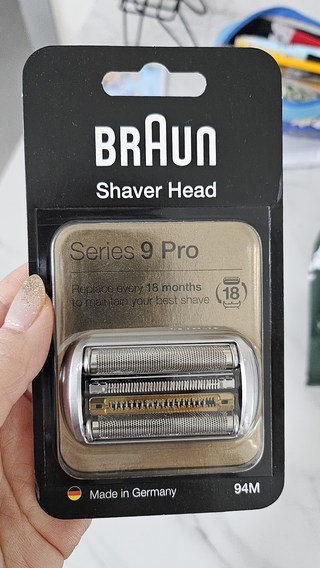 BRAUN
Shaver Head
Series 9 Pro
Replace every 18 months
to maintain your best shave
18
Made in Germany
94M